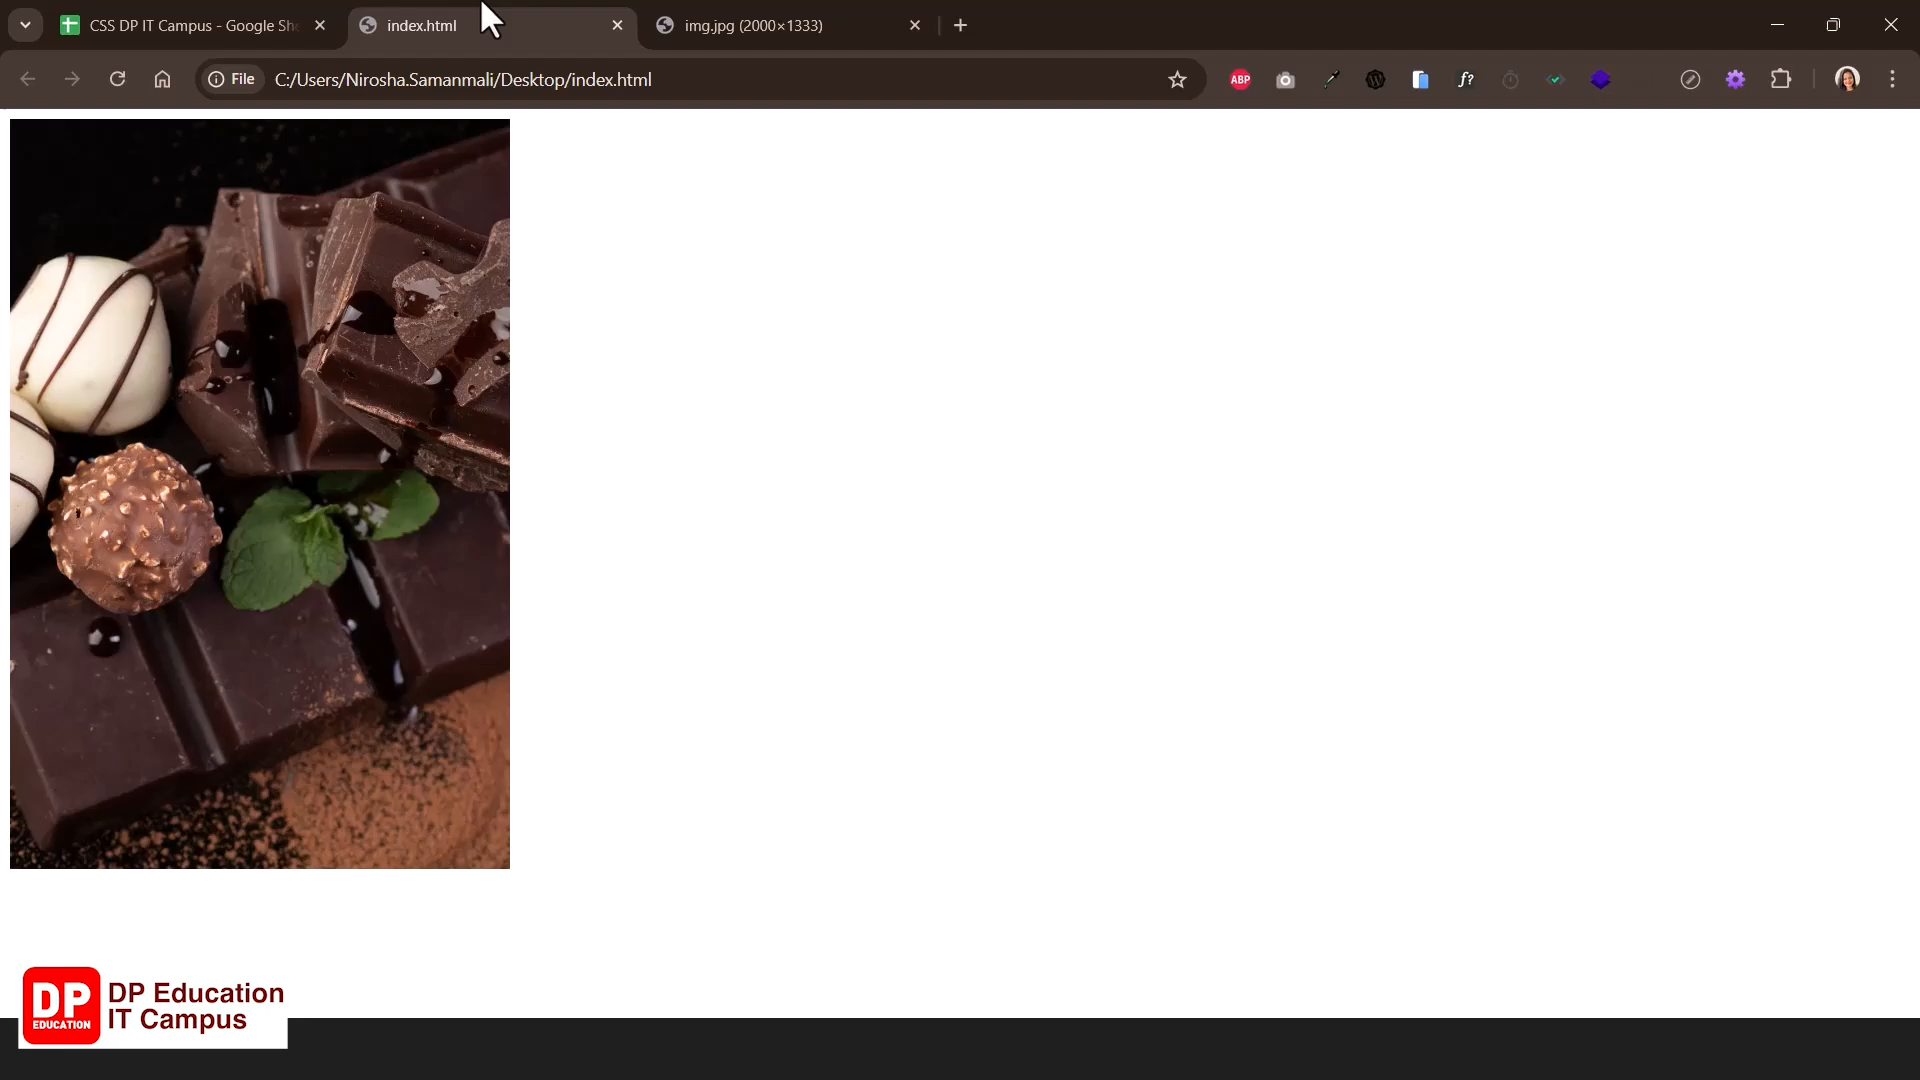 CSS DP IT Campus - Google She
index.html
img.jpg (2000×1333)
File
C:/Users/Nirosha.Samanmali/Desktop/index.html
ABP
f?
DP
EDUCATION
DP Education
IT Campus